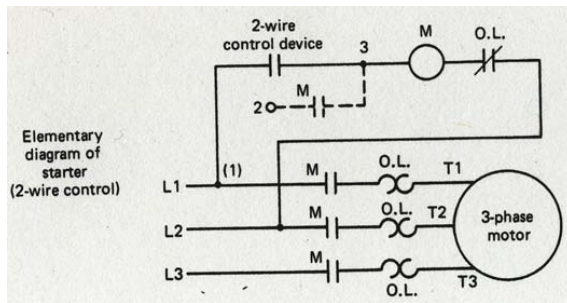 2-wire
control device
3
M
O.L.
M
2
Elementary
diagram of
starter
(2-wire control)
(1)
L1
M
O.L.
T1
L2
M
O.L.
T2
3-phase
motor
L3
M
O.L.
T3